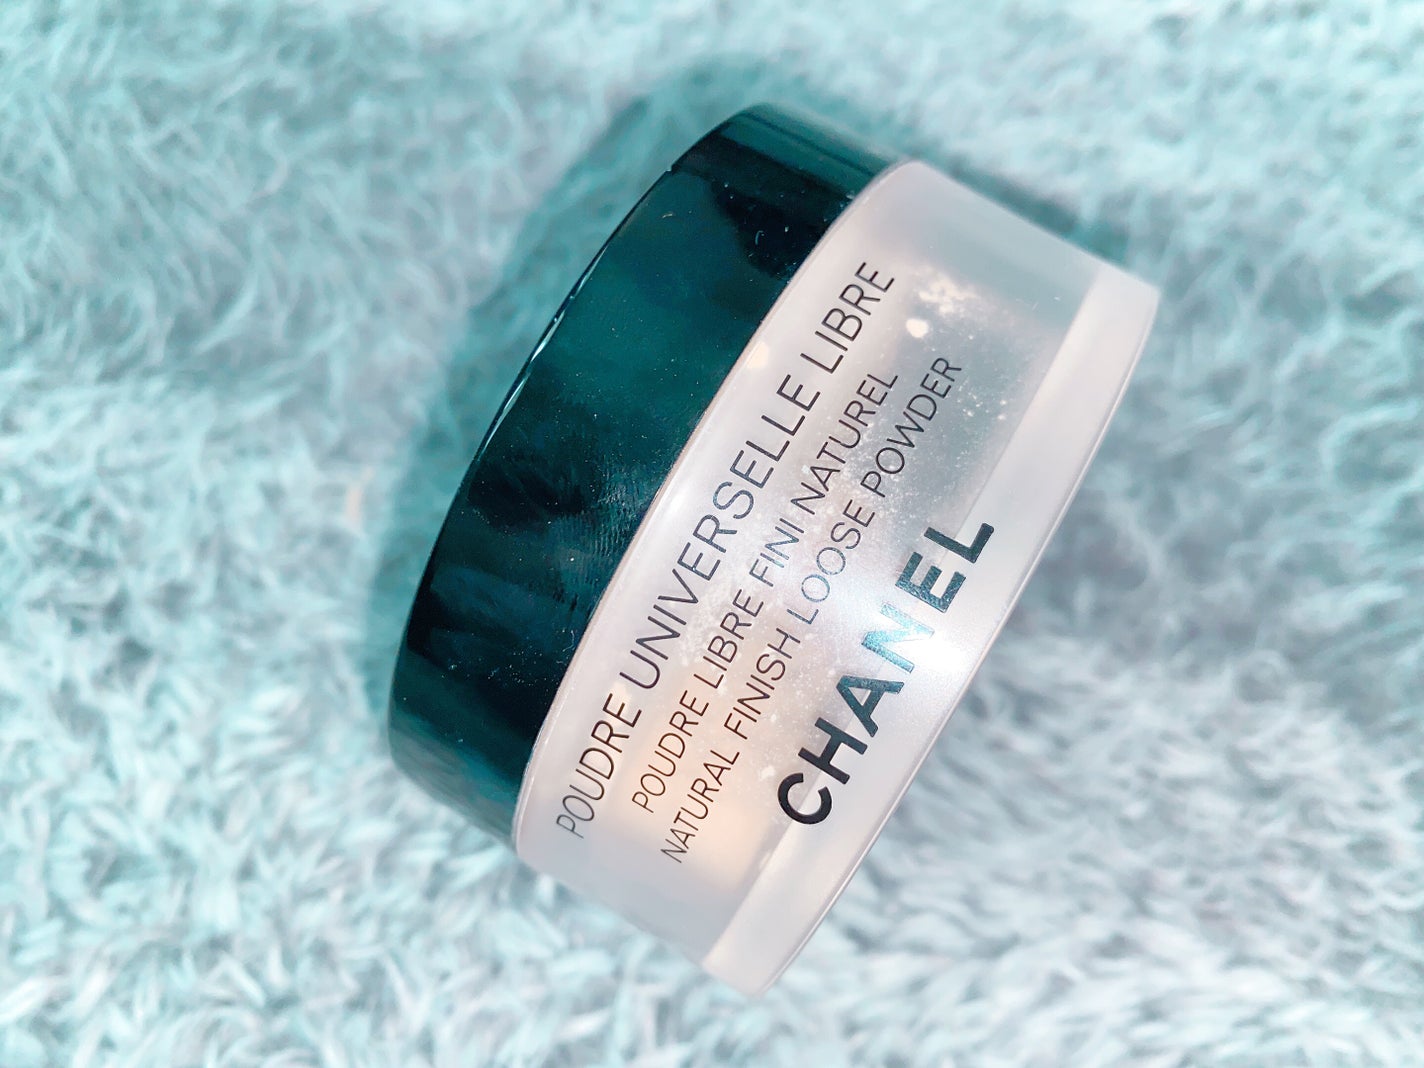 POUDRE UNIVERSELLE LIBRE
POUDRE LIBRE FINI NATUREL
NATURAL FINISH LOOSE POWDER
CHANEL